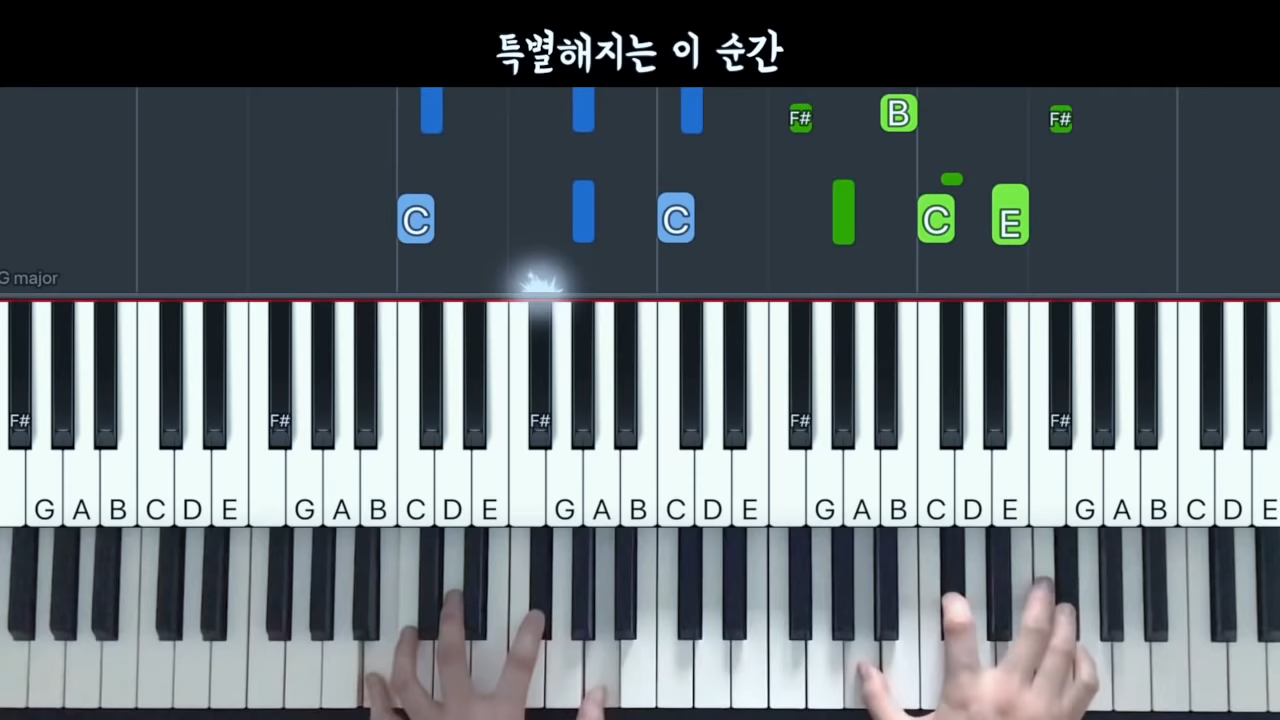 특별해지는 이 순간
F# B F#
C C C E
G major
F# F# F# F# F#
G A B C D E G A B C D E G A B C D E G A B C D E G A B C D E